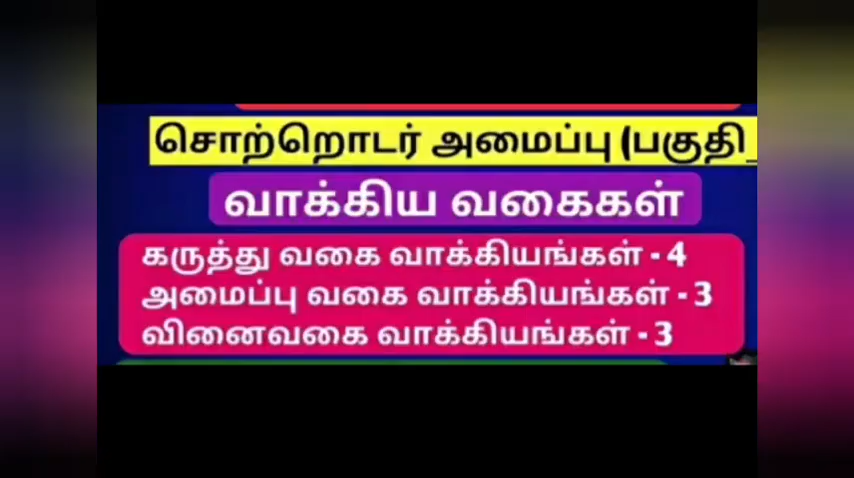 சொற்றொடர் அமைப்பு (பகுதி_
வாக்கிய வகைகள்
கருத்து வகை வாக்கியங்கள் - 4
அமைப்பு வகை வாக்கியங்கள் - 3
வினைவகை வாக்கியங்கள் - 3